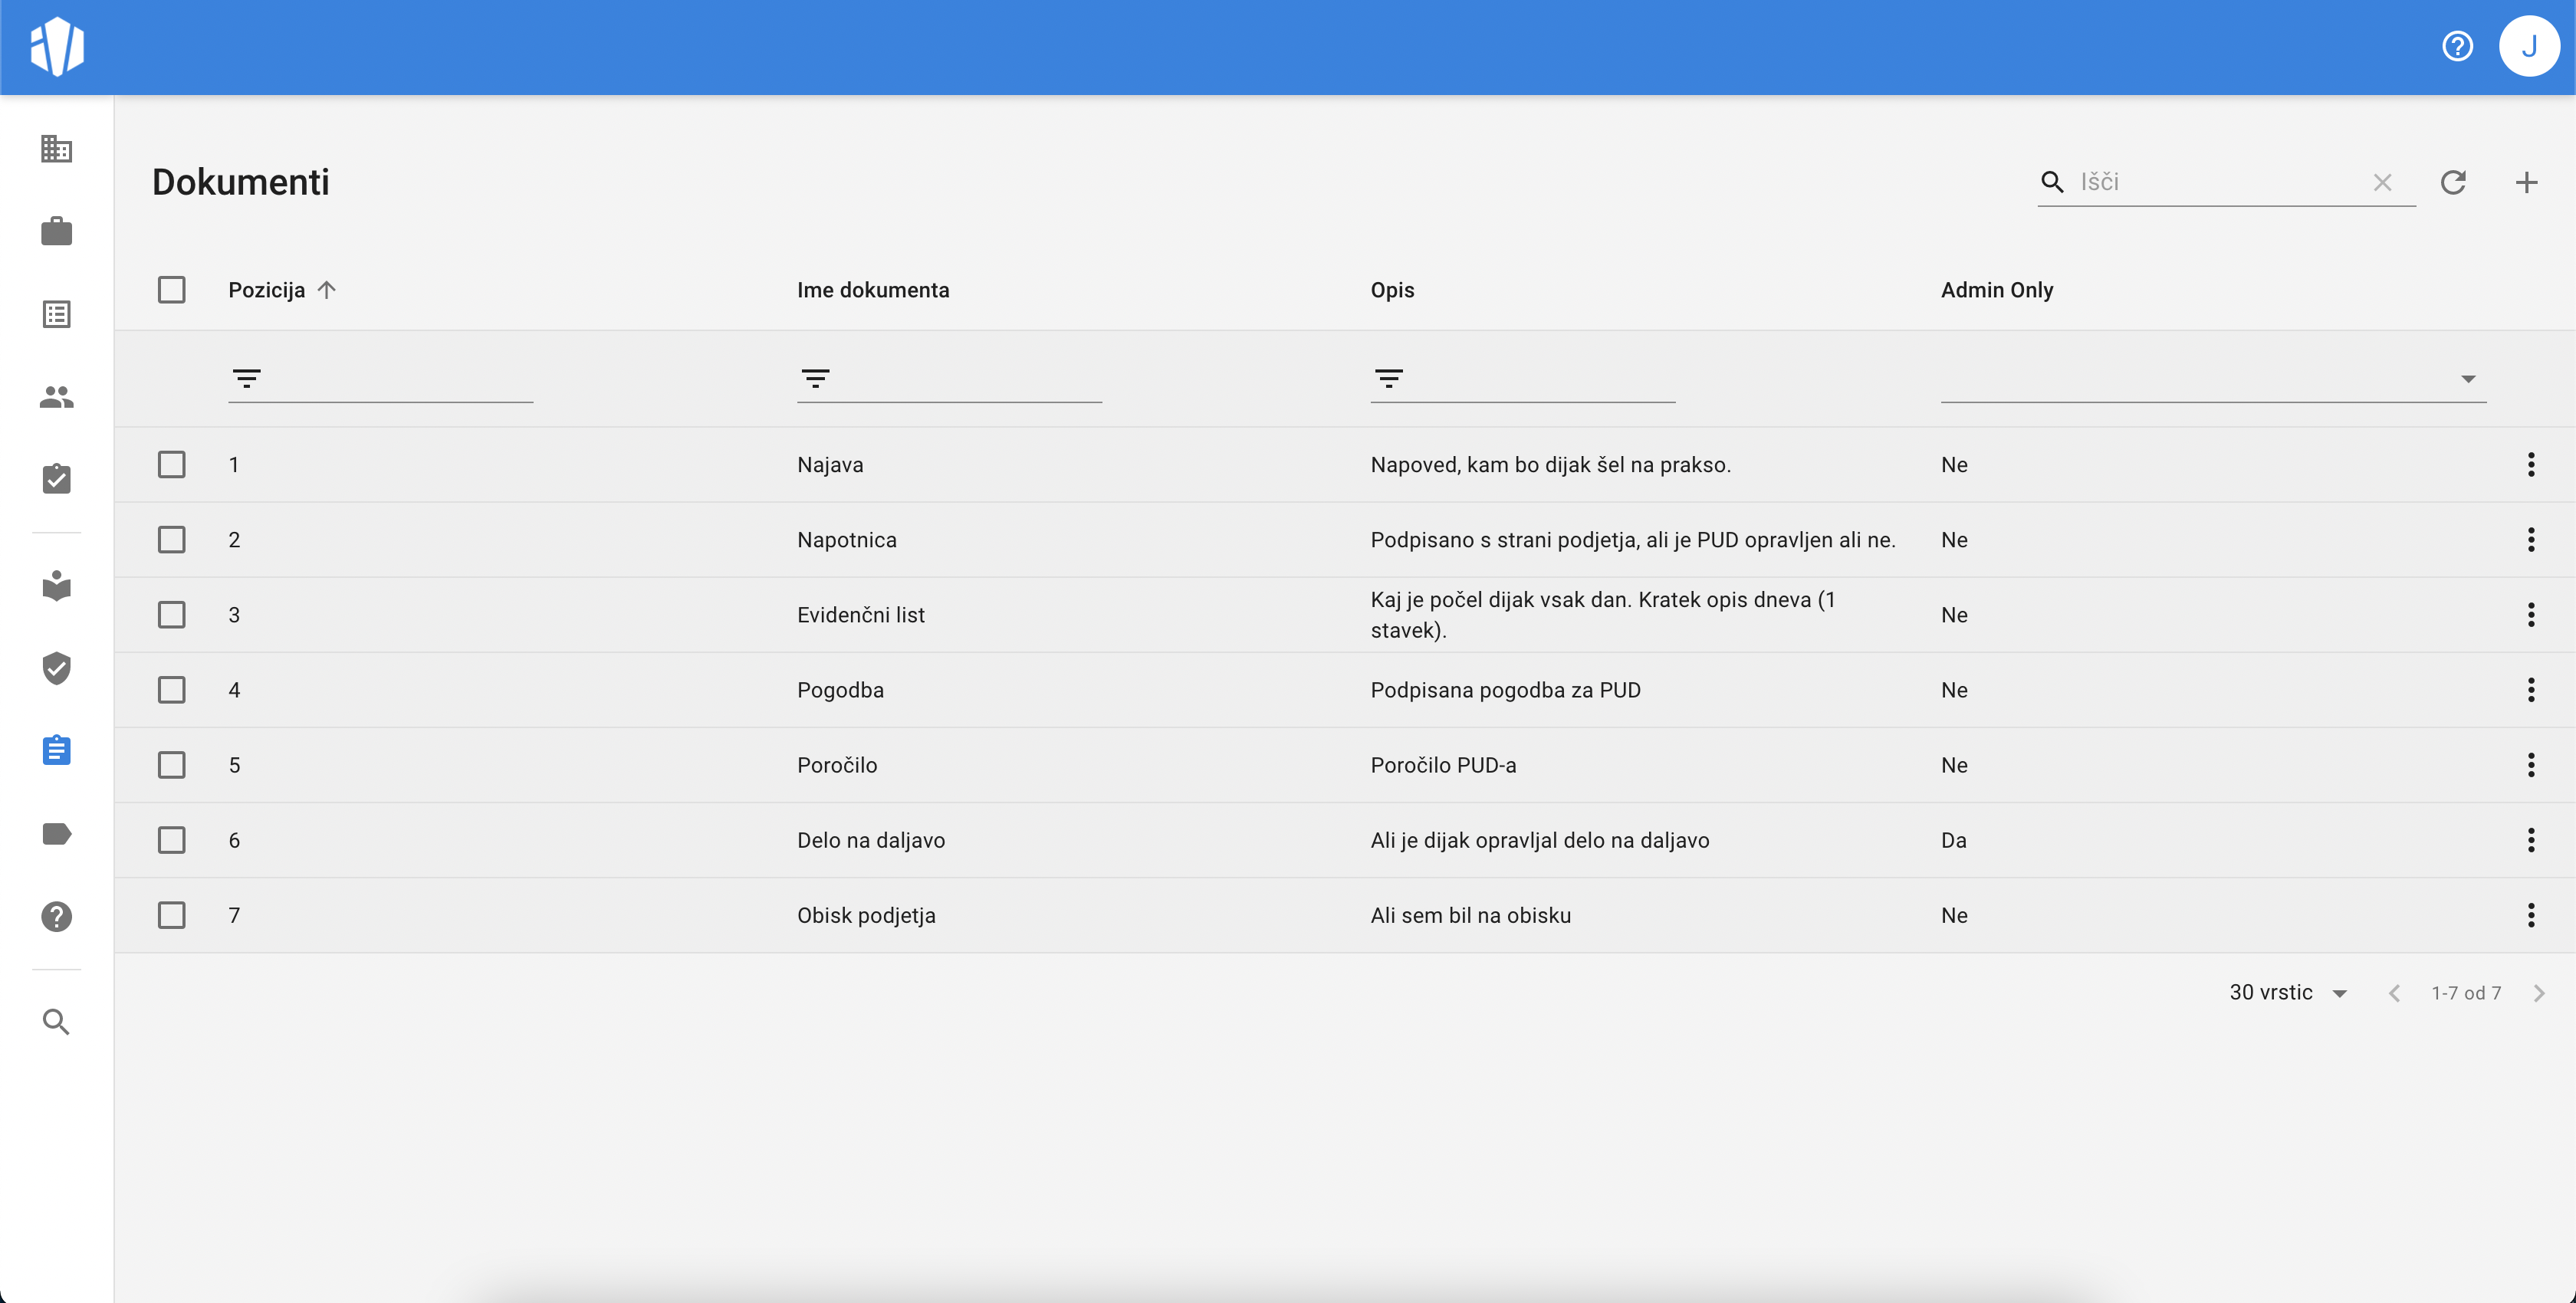 J
Dokumenti
Išči
Pozicija
Ime dokumenta
Opis
Admin Only
1
Najava
Napoved, kam bo dijak šel na prakso.
Ne
2
Napotnica
Podpisano s strani podjetja, ali je PUD opravljen ali ne.
Ne
3
Evidenčni list
Kaj je počel dijak vsak dan. Kratek opis dneva (1
stavek).
Ne
4
Pogodba
Podpisana pogodba za PUD
Ne
5
Poročilo
Poročilo PUD-a
Ne
6
Delo na daljavo
Ali je dijak opravljal delo na daljavo
Da
7
Obisk podjetja
Ali sem bil na obisku
Ne
30 vrstic
1-7 od 7